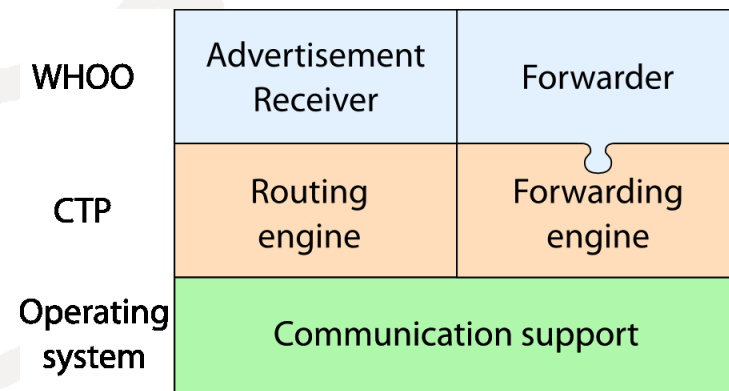 WHOO
Advertisement
Receiver
Forwarder
CTP
Routing
engine
Forwarding
engine
Operating
system
Communication support